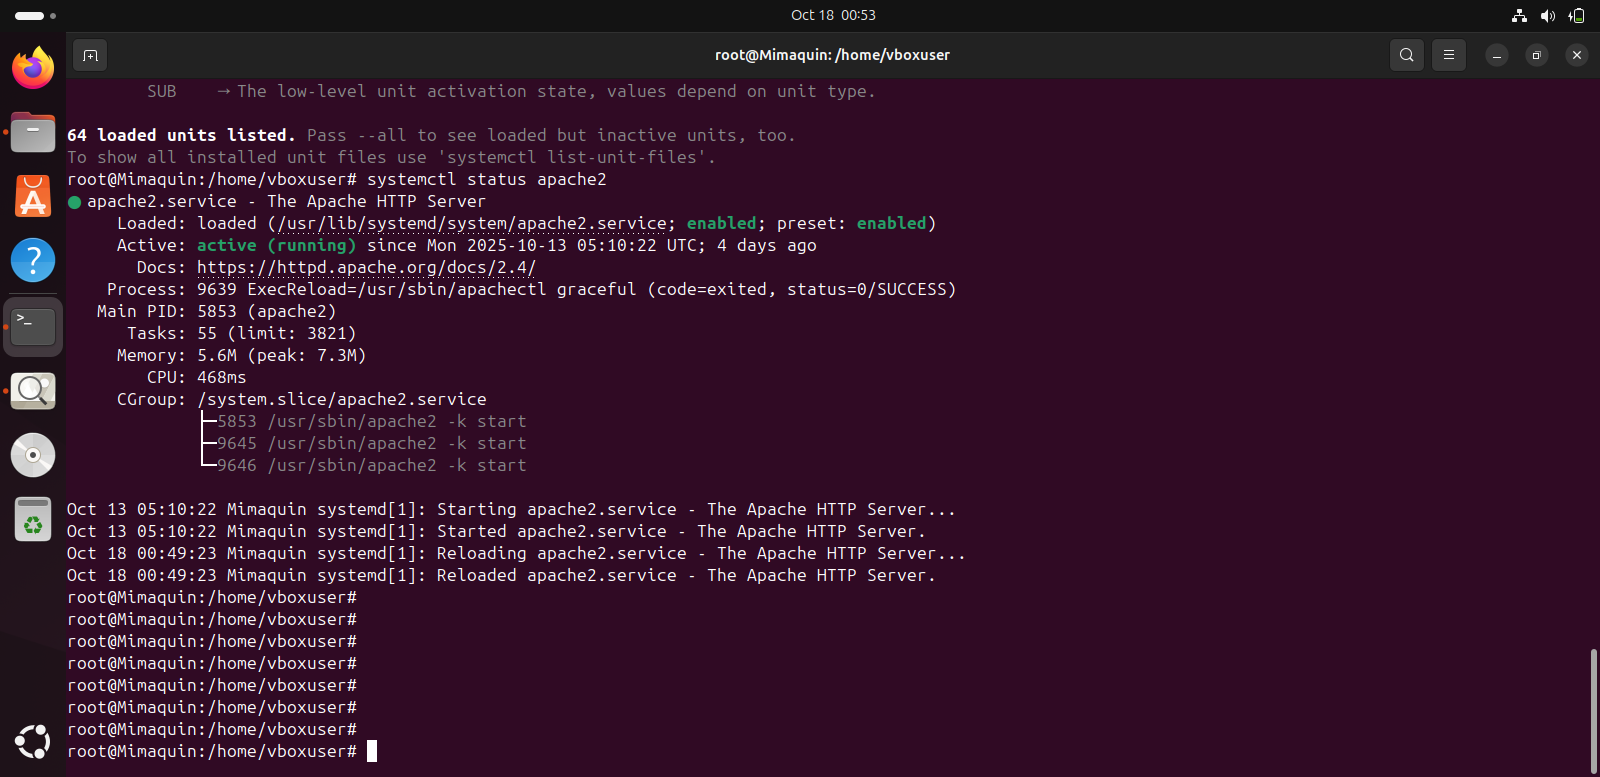 Oct 18 00:53
root@Mimaquin: /home/vboxuser
SUB → The low-level unit activation state, values depend on unit type.
64 loaded units listed. Pass --all to see loaded but inactive units, too.
To show all installed unit files use 'systemctl list-unit-files'.
root@Mimaquin:/home/vboxuser# systemctl status apache2
● apache2.service - The Apache HTTP Server
Loaded: loaded (/usr/lib/systemd/system/apache2.service; enabled; preset: enabled)
Active: active (running) since Mon 2025-10-13 05:10:22 UTC; 4 days ago
Docs: https://httpd.apache.org/docs/2.4/
Process: 9639 ExecReload=/usr/sbin/apachectl graceful (code=exited, status=0/SUCCESS)
Main PID: 5853 (apache2)
Tasks: 55 (limit: 3821)
Memory: 5.6M (peak: 7.3M)
CPU: 468ms
CGroup: /system.slice/apache2.service
├─5853 /usr/sbin/apache2 -k start
├─9645 /usr/sbin/apache2 -k start
└─9646 /usr/sbin/apache2 -k start
Oct 13 05:10:22 Mimaquin systemd[1]: Starting apache2.service - The Apache HTTP Server...
Oct 13 05:10:22 Mimaquin systemd[1]: Started apache2.service - The Apache HTTP Server.
Oct 18 00:49:23 Mimaquin systemd[1]: Reloading apache2.service - The Apache HTTP Server...
Oct 18 00:49:23 Mimaquin systemd[1]: Reloaded apache2.service - The Apache HTTP Server.
root@Mimaquin:/home/vboxuser#
root@Mimaquin:/home/vboxuser#
root@Mimaquin:/home/vboxuser#
root@Mimaquin:/home/vboxuser#
root@Mimaquin:/home/vboxuser#
root@Mimaquin:/home/vboxuser#
root@Mimaquin:/home/vboxuser#
root@Mimaquin:/home/vboxuser#